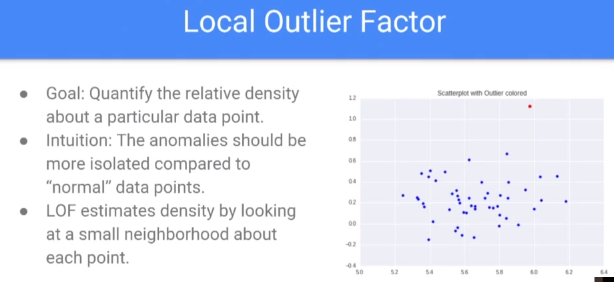 Local Outlier Factor
● Goal: Quantify the relative density
about a particular data point.
● Intuition: The anomalies should be
more isolated compared to
“normal” data points.
● LOF estimates density by looking
at a small neighborhood about
each point.
Scatterplot with Outlier colored
1.2
1.0
0.8
0.6
0.4
0.2
0.0
-0.2
-0.4
5.0 5.2 5.4 5.6 5.8 6.0 6.2 6.4